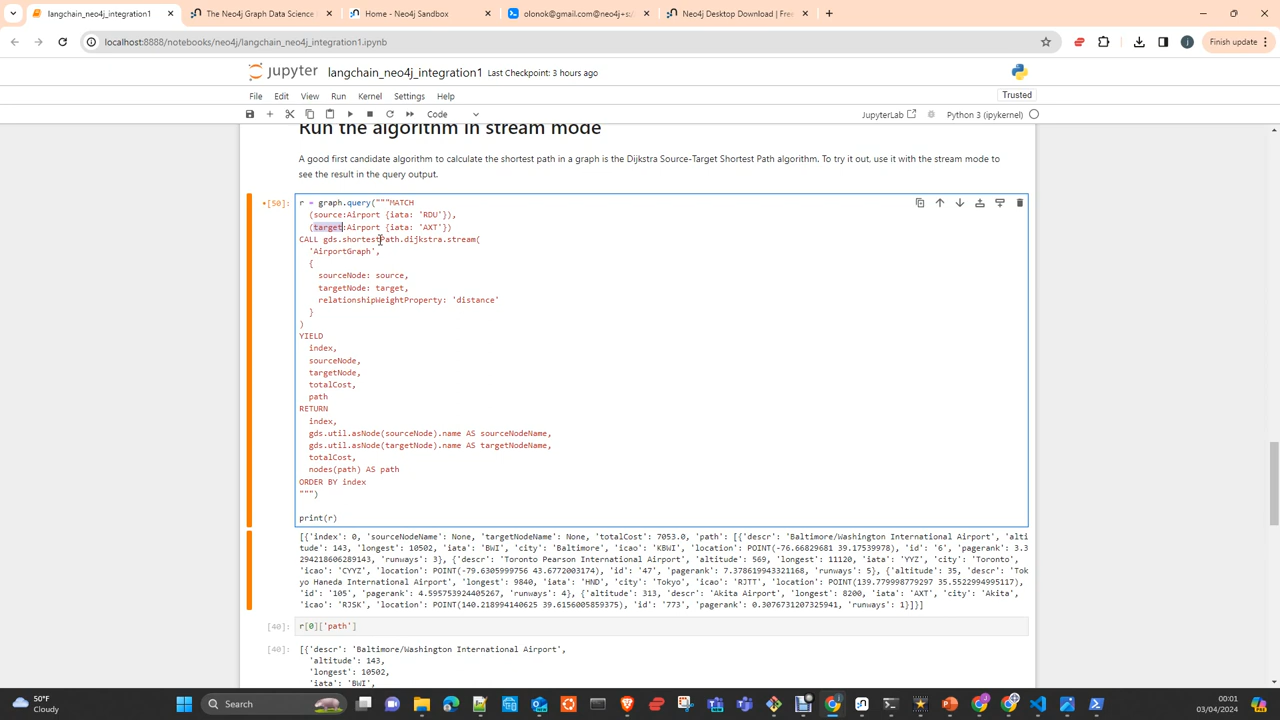 langchain_neo4j_integration1
The Neo4j Graph Data Science
Home - Neo4j Sandbox
olonok@gmail.com@neo4j+s:/
Neo4j Desktop Download | Free
localhost:8888/notebooks/neo4j/langchain_neo4j_integration1.ipynb
Finish update
jupyter langchain_neo4j_integration1 Last Checkpoint: 3 hours ago
File Edit View Run Kernel Settings Help
Trusted
Code
JupyterLab
Python 3 (ipykernel)
Run the algorithm in stream mode
A good first candidate algorithm to calculate the shortest path in a graph is the Dijkstra Source-Target Shortest Path algorithm. To try it out, use it with the stream mode to
see the result in the query output.
[50]:
r = graph.query("""MATCH
(source:Airport {iata: 'RDU'}),
(target:Airport {iata: 'AXT'})
CALL gds.shortestPath.dijkstra.stream(
'AirportGraph',
{
sourceNode: source,
targetNode: target,
relationshipWeightProperty: 'distance'
}
)
YIELD
index,
sourceNode,
targetNode,
totalCost,
path
RETURN
index,
gds.util.asNode(sourceNode).name AS sourceNodeName,
gds.util.asNode(targetNode).name AS targetNodeName,
totalCost,
nodes(path) AS path
ORDER BY index
""")
print(r)
[{'index': 0, 'sourceNodeName': None, 'targetNodeName': None, 'totalCost': 7053.0, 'path': [{'descr': 'Baltimore/Washington International Airport', 'alti
tude': 143, 'longest': 10502, 'iata': 'BWI', 'city': 'Baltimore', 'icao': 'KBWI', 'location': POINT(-76.66829681 39.17539978), 'id': '6', 'pagerank': 3.3
294218606289143, 'runways': 3}, {'descr': 'Toronto Pearson International Airport', 'altitude': 569, 'longest': 11120, 'iata': 'YYZ', 'city': 'Toronto',
'icao': 'CYYZ', 'location': POINT(-79.6305999756 43.6772003174), 'id': '47', 'pagerank': 7.378619943321168, 'runways': 5}, {'altitude': 35, 'descr': 'Tok
yo Haneda International Airport', 'longest': 9840, 'iata': 'HND', 'city': 'Tokyo', 'icao': 'RJTT', 'location': POINT(139.779998779297 35.5522994995117),
'id': '105', 'pagerank': 4.595753924405267, 'runways': 4}, {'altitude': 313, 'descr': 'Akita Airport', 'longest': 8200, 'iata': 'AXT', 'city': 'Akita',
'icao': 'RJSK', 'location': POINT(140.218994140625 39.6156005859375), 'id': '773', 'pagerank': 0.3076731207325941, 'runways': 1}]}]
[40]:
r[0]['path']
[40]:
[{'descr': 'Baltimore/Washington International Airport',
'altitude': 143,
'longest': 10502,
'iata': 'BWI',
50°F
Cloudy
Search
00:01
03/04/2024